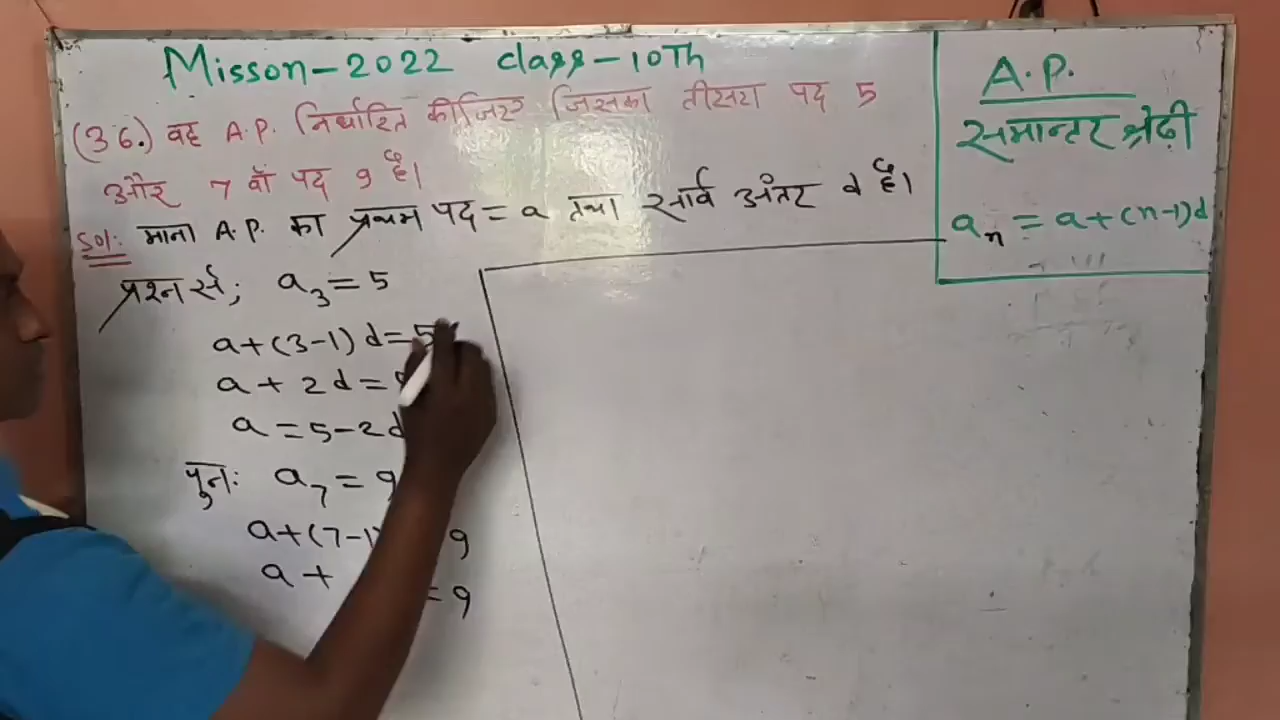 Misson-2022 class-10Th
(36.) वह A.P. निर्धारित कीजिए जिसका तीसरा पद 5
और 7 वाँ पद 9 है।
Sol: माना A.P. का प्रथम पद = a तथा सार्व अंतर d है।
प्रश्न से; a₃ = 5
a+(3-1)d=5
a + 2d =
a = 5-2d
पुनः a₇ = 9
a+(7-1) 9
a + = 9
A.P.
समान्तर श्रेढ़ी
aₙ = a+(n-1)d